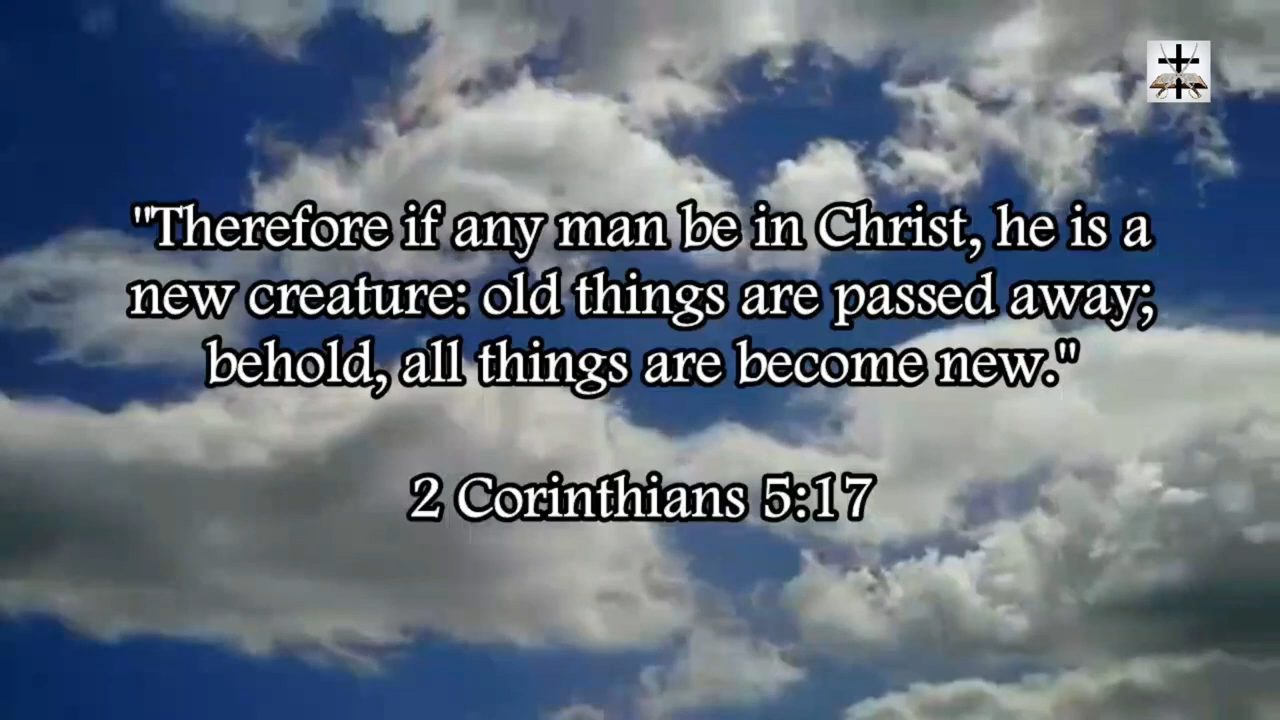 "Therefore if any man be in Christ, he is a
new creature: old things are passed away;
behold, all things are become new."
2 Corinthians 5:17